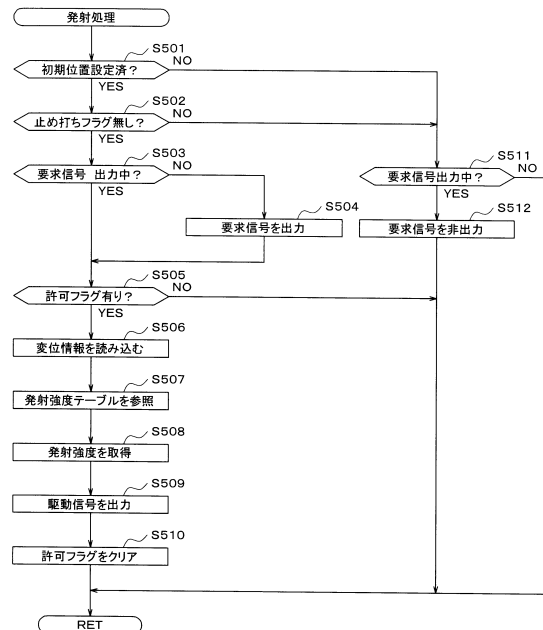 発射処理
S501
初期位置設定済？
NO
YES
S502
止め打ちフラグ無し？
NO
YES
S503
要求信号 出力中？
NO
YES
S504
要求信号を出力
S511
要求信号出力中？
NO
YES
S512
要求信号を非出力
S505
許可フラグ有り？
NO
YES
S506
変位情報を読み込む
S507
発射強度テーブルを参照
S508
発射強度を取得
S509
駆動信号を出力
S510
許可フラグをクリア
RET